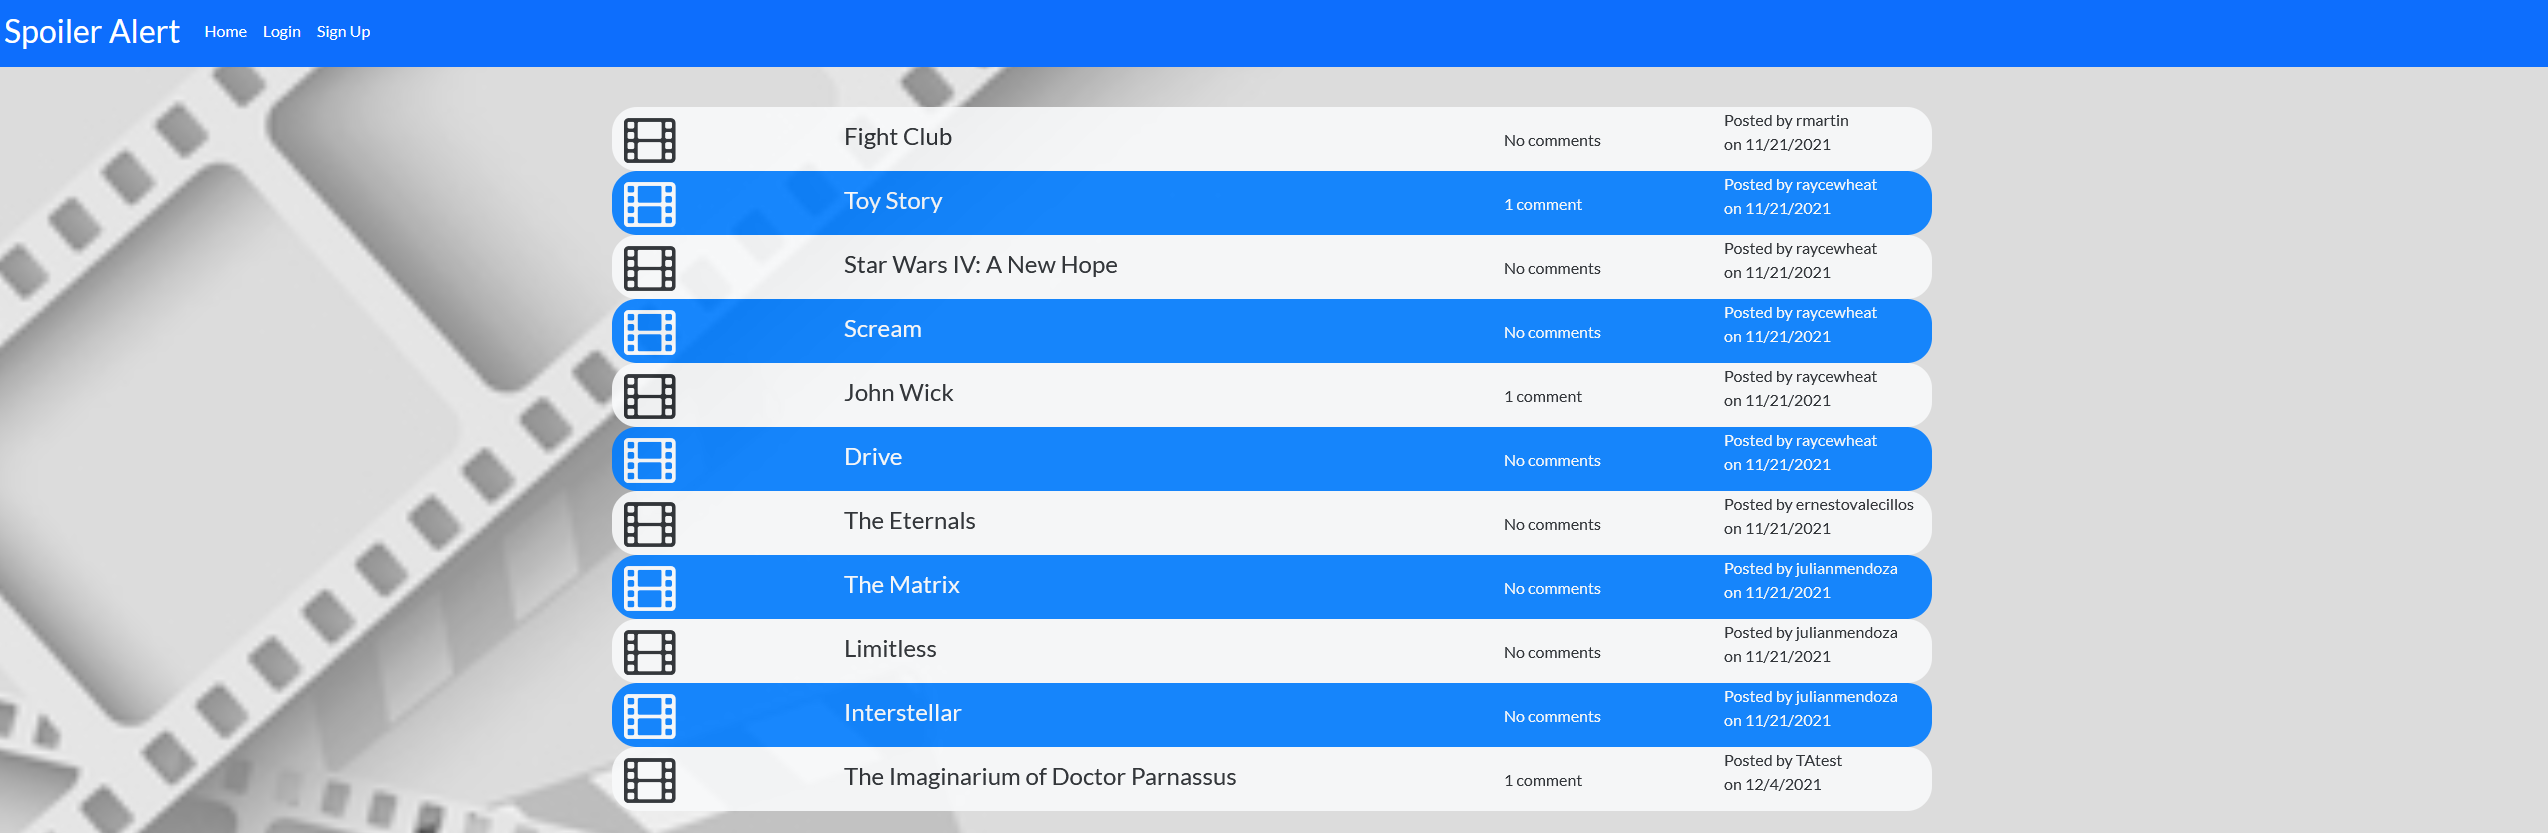 Spoiler Alert Home Login Sign Up
Fight Club No comments Posted by rmartin
on 11/21/2021
Toy Story 1 comment Posted by raycewheat
on 11/21/2021
Star Wars IV: A New Hope No comments Posted by raycewheat
on 11/21/2021
Scream No comments Posted by raycewheat
on 11/21/2021
John Wick 1 comment Posted by raycewheat
on 11/21/2021
Drive No comments Posted by raycewheat
on 11/21/2021
The Eternals No comments Posted by ernestovalecillos
on 11/21/2021
The Matrix No comments Posted by julianmendoza
on 11/21/2021
Limitless No comments Posted by julianmendoza
on 11/21/2021
Interstellar No comments Posted by julianmendoza
on 11/21/2021
The Imaginarium of Doctor Parnassus 1 comment Posted by TAtest
on 12/4/2021